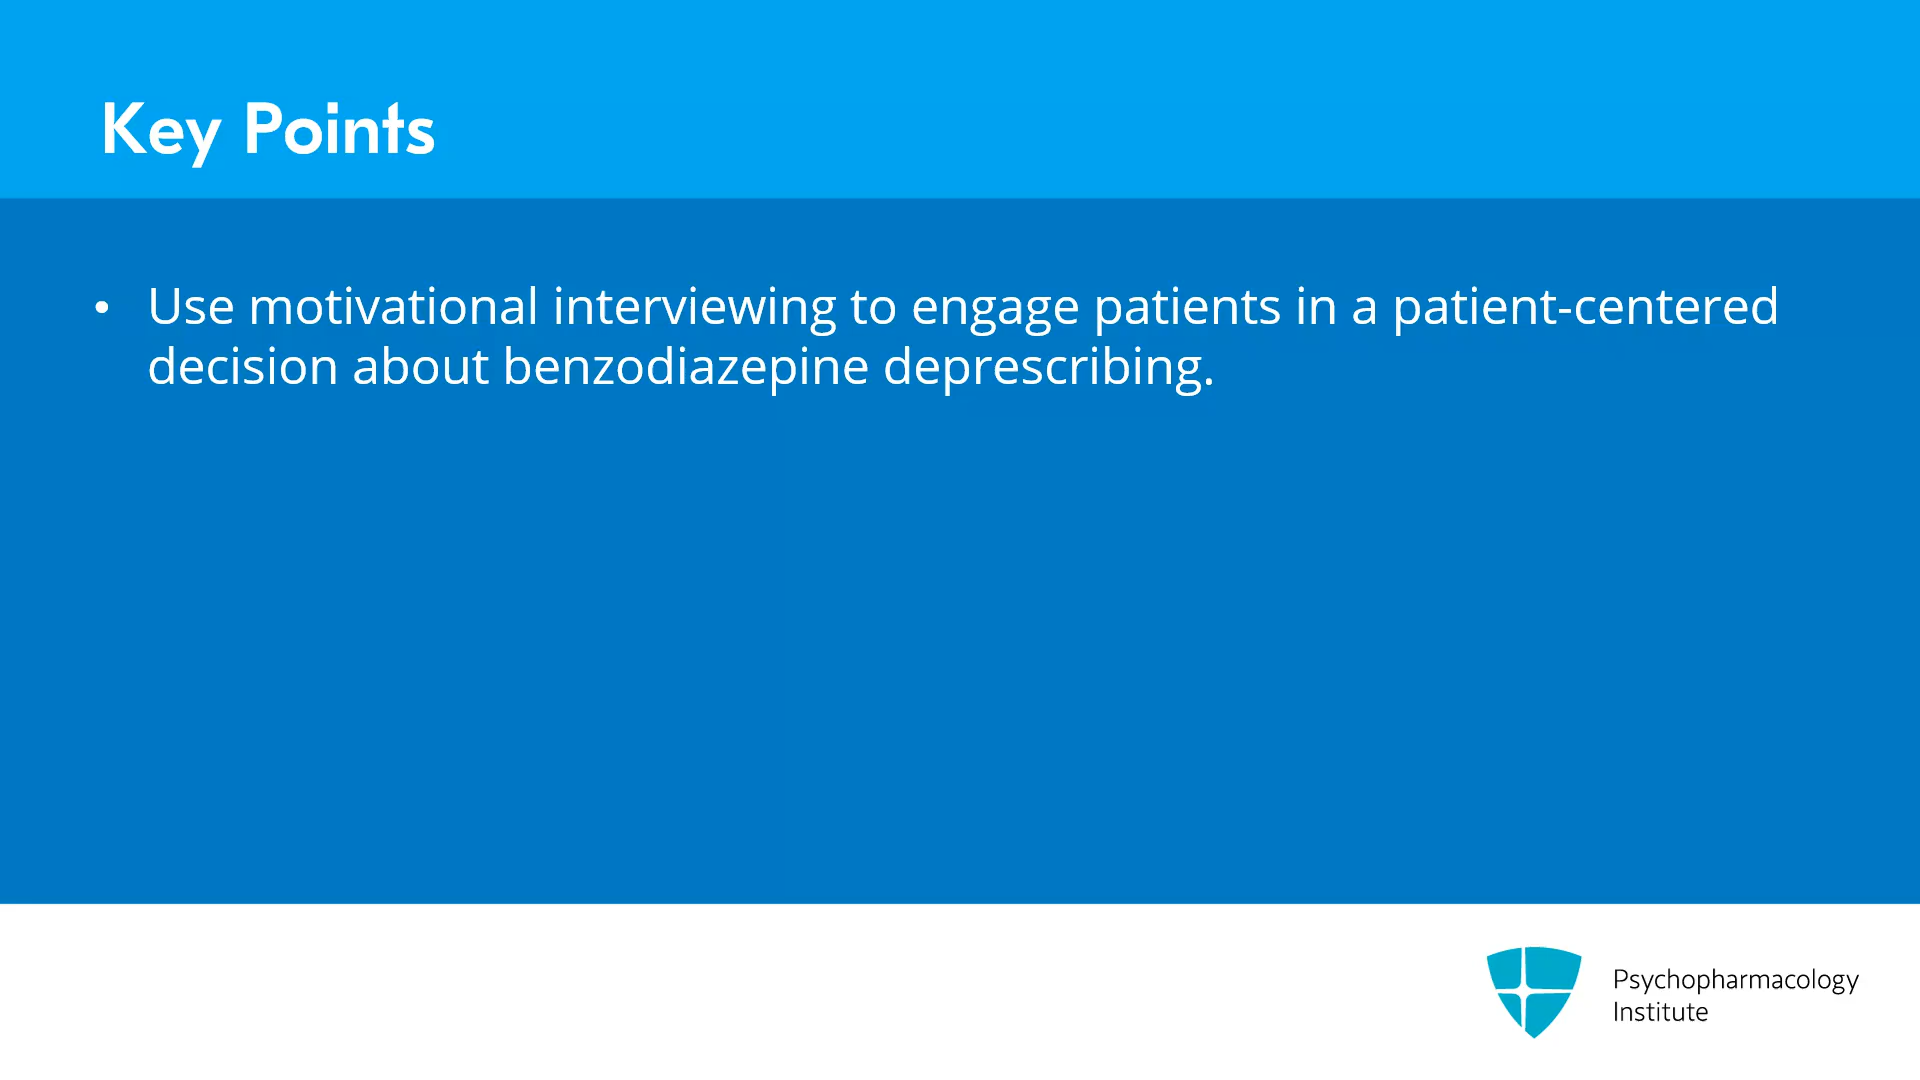 Key Points
• Use motivational interviewing to engage patients in a patient-centered
decision about benzodiazepine deprescribing.
Psychopharmacology
Institute